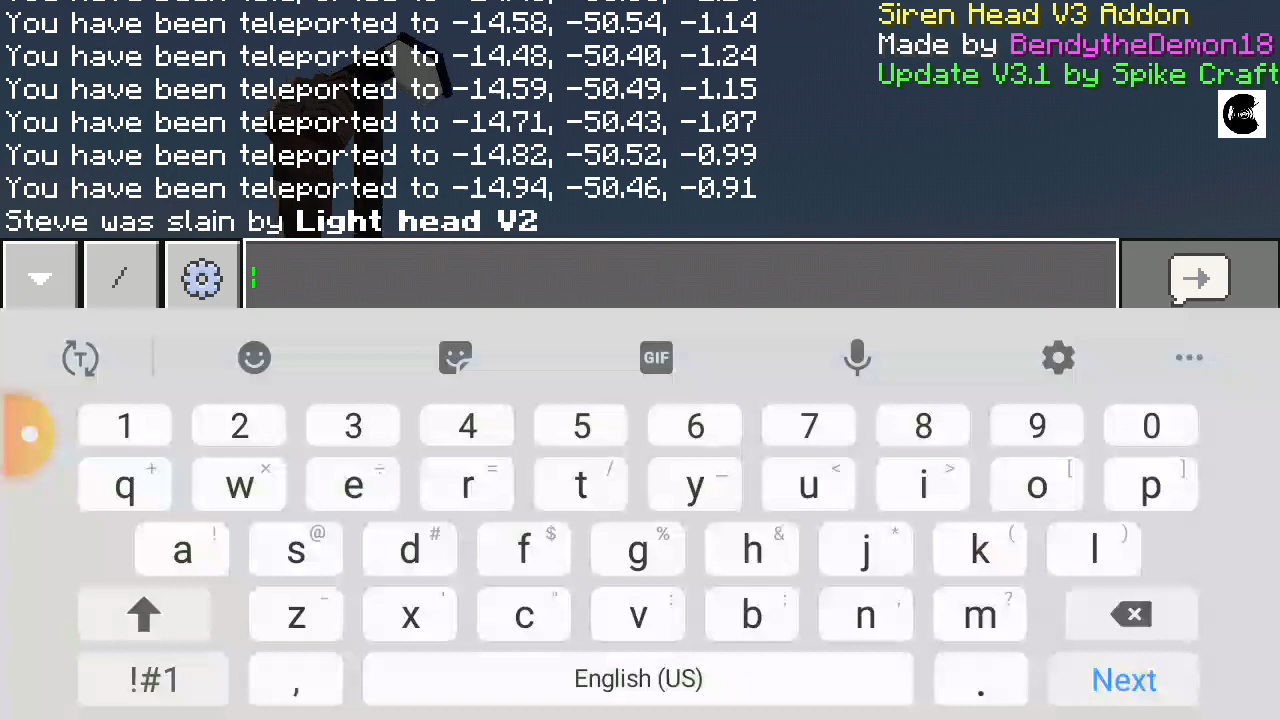 You have been teleported to -14.58, -50.54, -1.14
You have been teleported to -14.48, -50.40, -1.24
You have been teleported to -14.59, -50.49, -1.15
You have been teleported to -14.71, -50.43, -1.07
You have been teleported to -14.82, -50.52, -0.99
You have been teleported to -14.94, -50.46, -0.91
Steve was slain by Light head V2
Siren Head V3 Addon
Made by BendytheDemon18
Update V3.1 by Spike Craft
/
T
GIF
1 2 3 4 5 6 7 8 9 0
q + w × e ÷ r = t / y _ u < i > o [ p ]
a ! s @ d # f $ g % h & j * k ( l )
z - x ' c " v : b ; n , m ?
!#1 , English (US) . Next